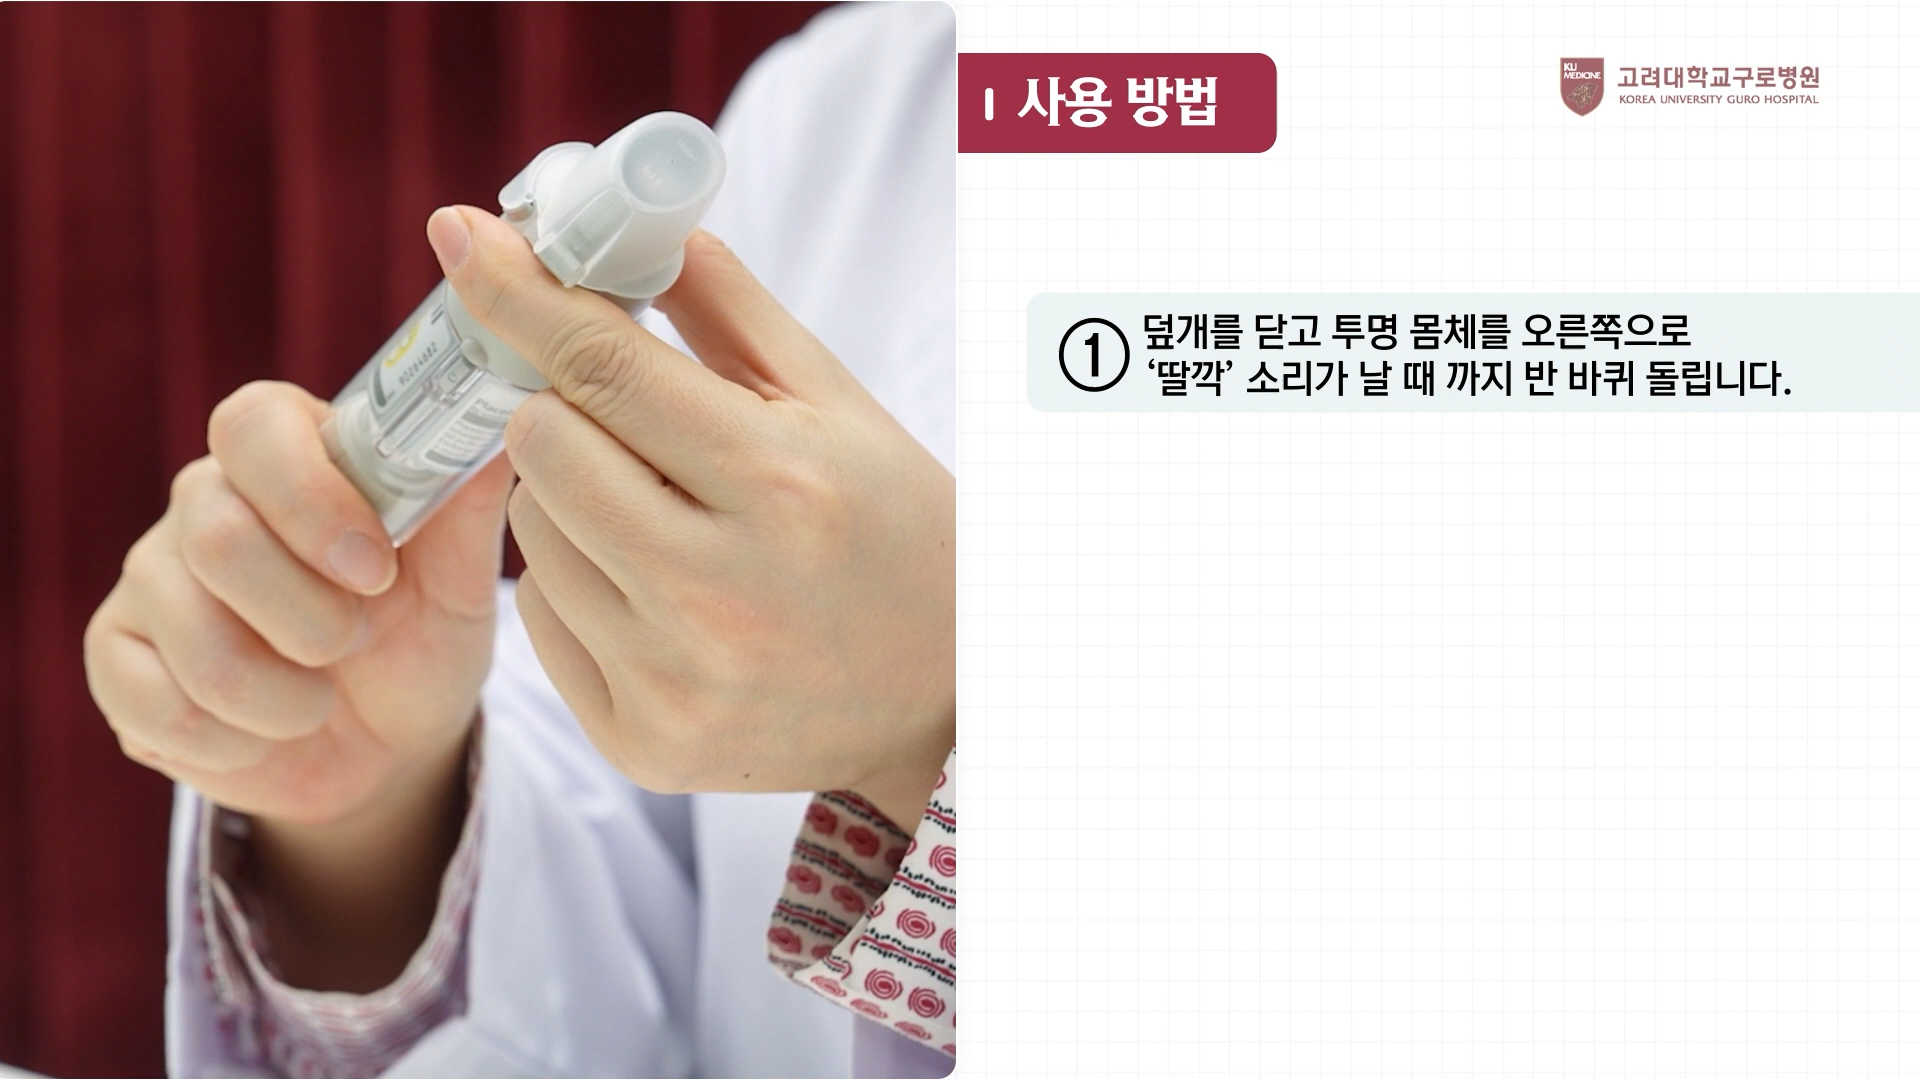 사용 방법
KU
MEDICINE
고려대학교구로병원
KOREA UNIVERSITY GURO HOSPITAL
① 덮개를 닫고 투명 몸체를 오른쪽으로
‘딸깍’ 소리가 날 때 까지 반 바퀴 돌립니다.